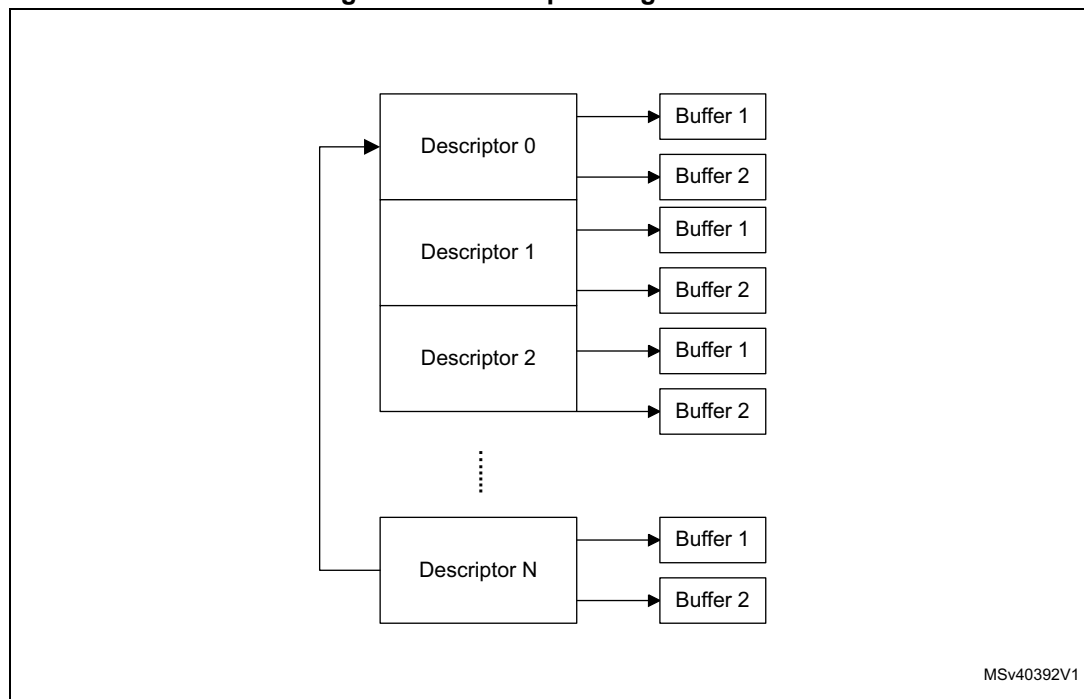 Descriptor 0
Buffer 1
Buffer 2
Descriptor 1
Buffer 1
Buffer 2
Descriptor 2
Buffer 1
Buffer 2
Descriptor N
Buffer 1
Buffer 2
MSv40392V1